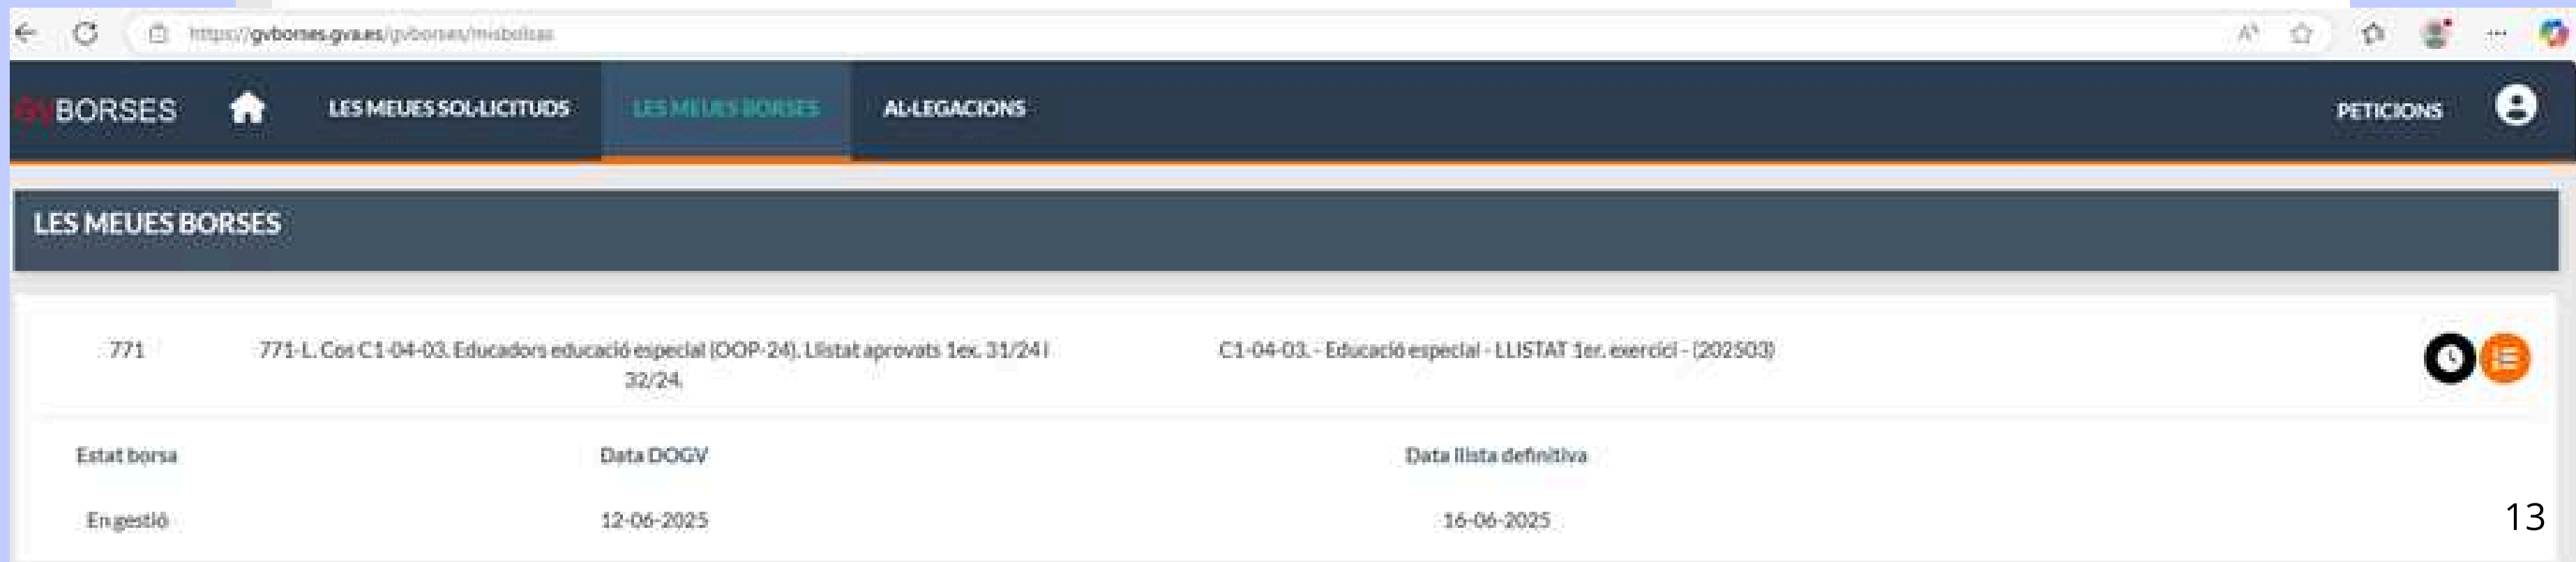 https://gvborses.gva.es/gvborses/misbolsas
GVBORSES LES MEUES SOL·LICITUDS LES MEUES BORSES AL·LEGACIONS PETICIONS
LES MEUES BORSES
771 771-L. Cos C1-04-03. Educadors educació especial (OOP-24). Llistat aprovats 1ex. 31/24 i C1-04-03. - Educació especial - LLISTAT 1er. exercici - (202503)
32/24.
Estat borsa Data DOGV Data llista definitiva
En gestió 12-06-2025 16-06-2025
13